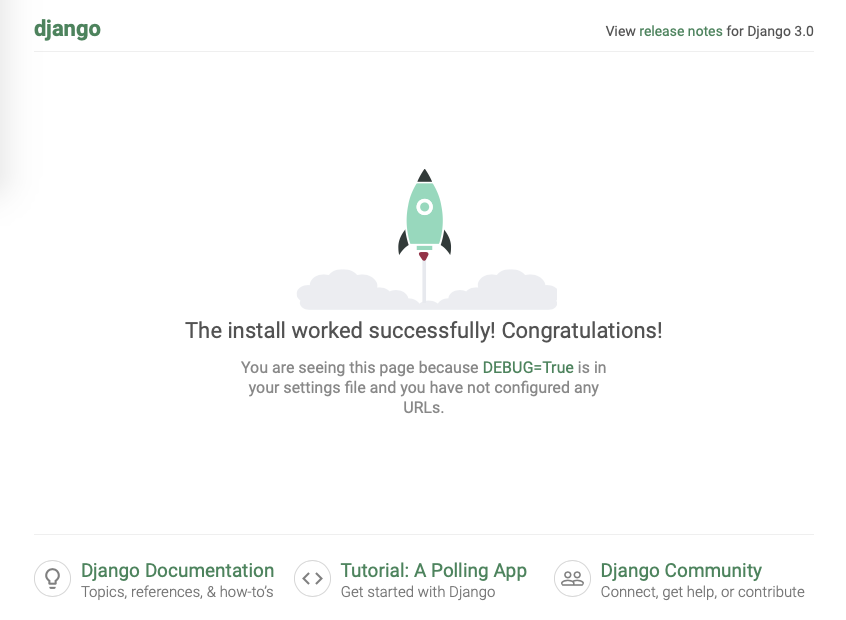 django
View release notes for Django 3.0
The install worked successfully! Congratulations!
You are seeing this page because DEBUG=True is in
your settings file and you have not configured any
URLs.
Django Documentation
Topics, references, & how-to's
Tutorial: A Polling App
Get started with Django
Django Community
Connect, get help, or contribute